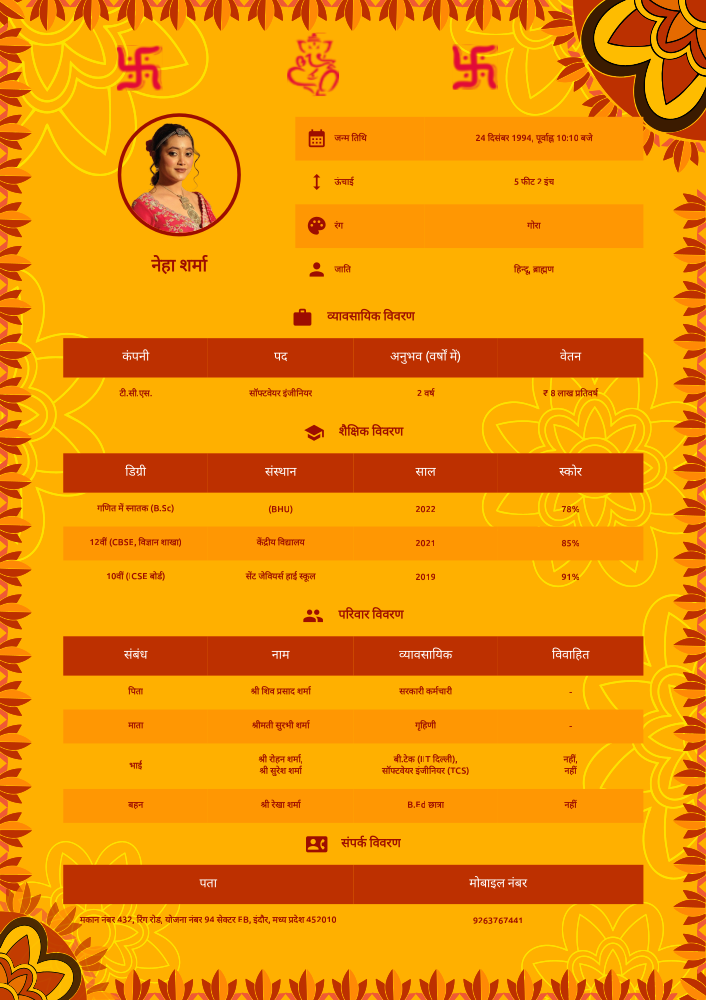 जन्म तिथि 24 दिसंबर 1994, पूर्वाह्न 10:10 बजे
ऊंचाई 5 फीट 2 इंच
रंग गोरा
नेहा शर्मा
जाति हिन्दू, ब्राह्मण
व्यावसायिक विवरण
कंपनी पद अनुभव (वर्षों में) वेतन
टी.सी.एस. सॉफ्टवेयर इंजीनियर 2 वर्ष ₹ 8 लाख प्रतिवर्ष
शैक्षिक विवरण
डिग्री संस्थान साल स्कोर
गणित में स्नातक (B.Sc) (BHU) 2022 78%
12वीं (CBSE, विज्ञान शाखा) केंद्रीय विद्यालय 2021 85%
10वीं (ICSE बोर्ड) सेंट जेवियर्स हाई स्कूल 2019 91%
परिवार विवरण
संबंध नाम व्यावसायिक विवाहित
पिता श्री शिव प्रसाद शर्मा सरकारी कर्मचारी -
माता श्रीमती सुरभी शर्मा गृहिणी -
भाई श्री रोहन शर्मा, बी.टेक (IIT दिल्ली), नहीं,
श्री सुरेश शर्मा सॉफ्टवेयर इंजीनियर (TCS) नहीं
बहन श्री रेखा शर्मा B.Ed छात्रा नहीं
संपर्क विवरण
पता मोबाइल नंबर
मकान नंबर 432, रिंग रोड, योजना नंबर 94 सेक्टर EB, इंदौर, मध्य प्रदेश 452010 9263767441